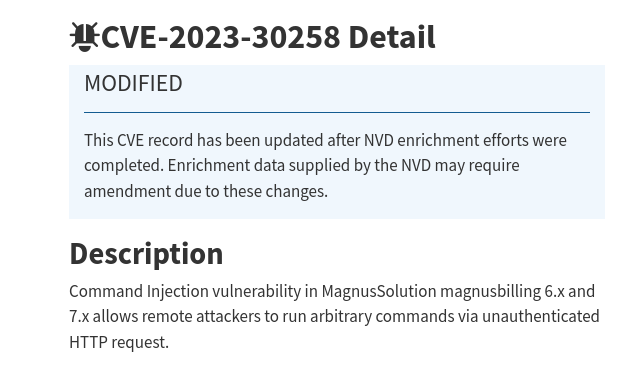 CVE-2023-30258 Detail
MODIFIED
This CVE record has been updated after NVD enrichment efforts were
completed. Enrichment data supplied by the NVD may require
amendment due to these changes.
Description
Command Injection vulnerability in MagnusSolution magnusbilling 6.x and
7.x allows remote attackers to run arbitrary commands via unauthenticated
HTTP request.